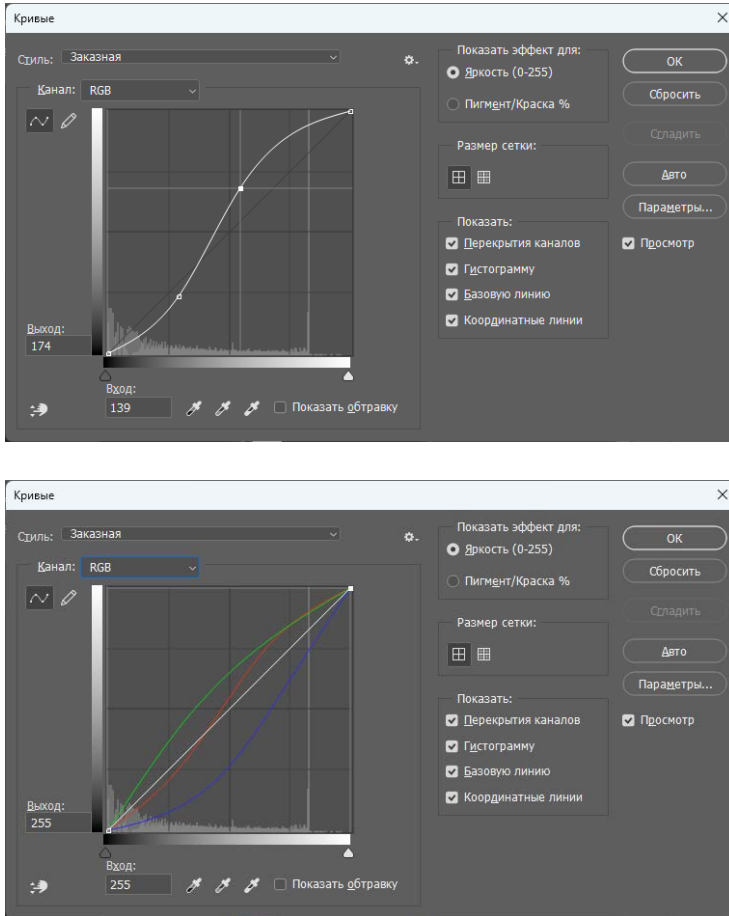 Кривые
Стиль: Заказная
Канал: RGB
Выход:
174
Вход:
139
Показать обтравку
Показать эффект для:
Яркость (0-255)
Пигмент/Краска %
Размер сетки:
Показать:
Перекрытия каналов
Гистограмму
Базовую линию
Координатные линии
ОК
Сбросить
Сгладить
Авто
Параметры...
Просмотр
Кривые
Стиль: Заказная
Канал: RGB
Выход:
255
Вход:
255
Показать обтравку
Показать эффект для:
Яркость (0-255)
Пигмент/Краска %
Размер сетки:
Показать:
Перекрытия каналов
Гистограмму
Базовую линию
Координатные линии
ОК
Сбросить
Сгладить
Авто
Параметры...
Просмотр